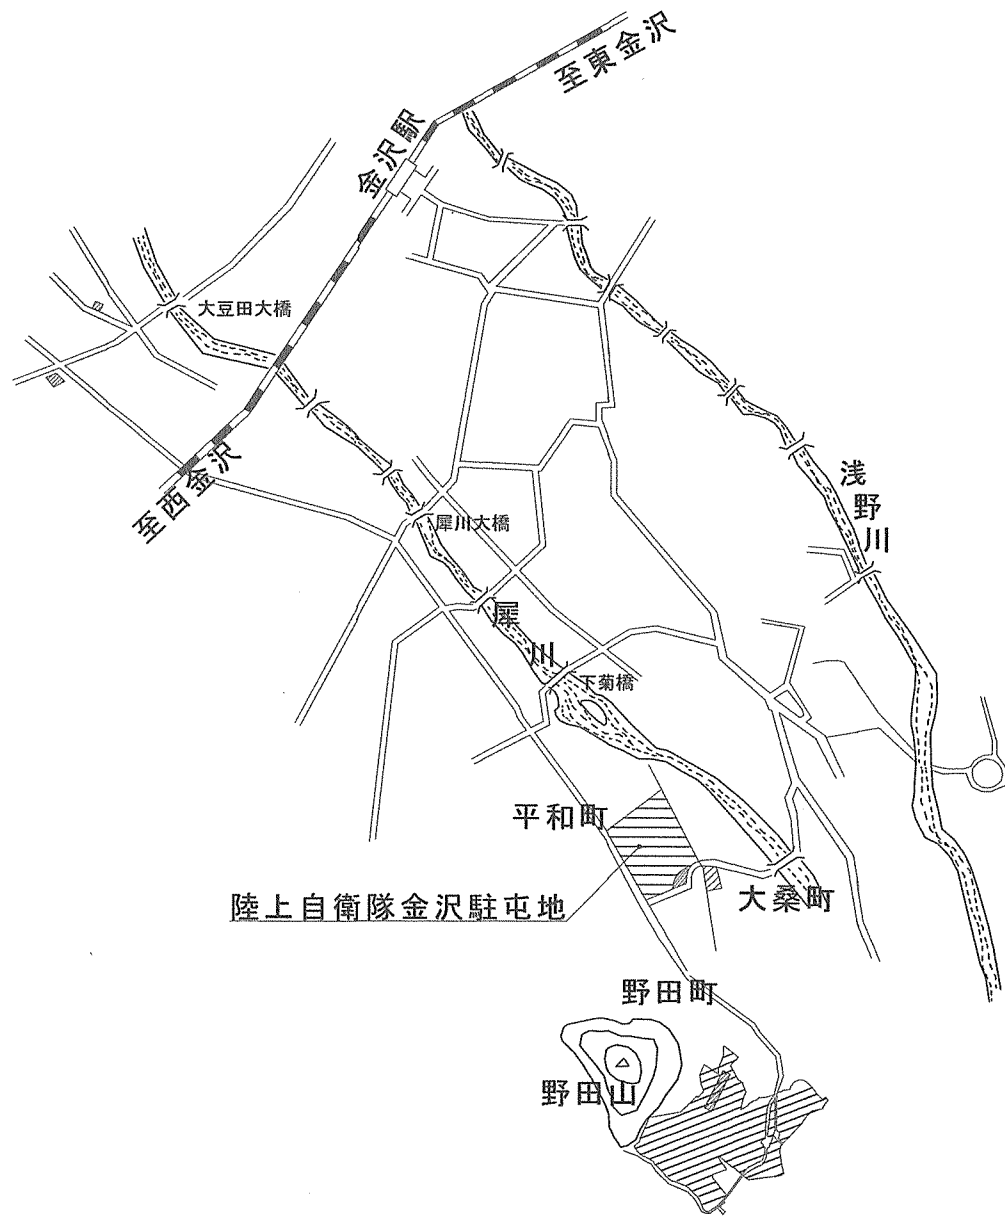 至東金沢
金沢駅
大豆田大橋
至西金沢
浅野川
犀川大橋
犀川
下菊橋
平和町
大桑町
陸上自衛隊金沢駐屯地
野田町
野田山